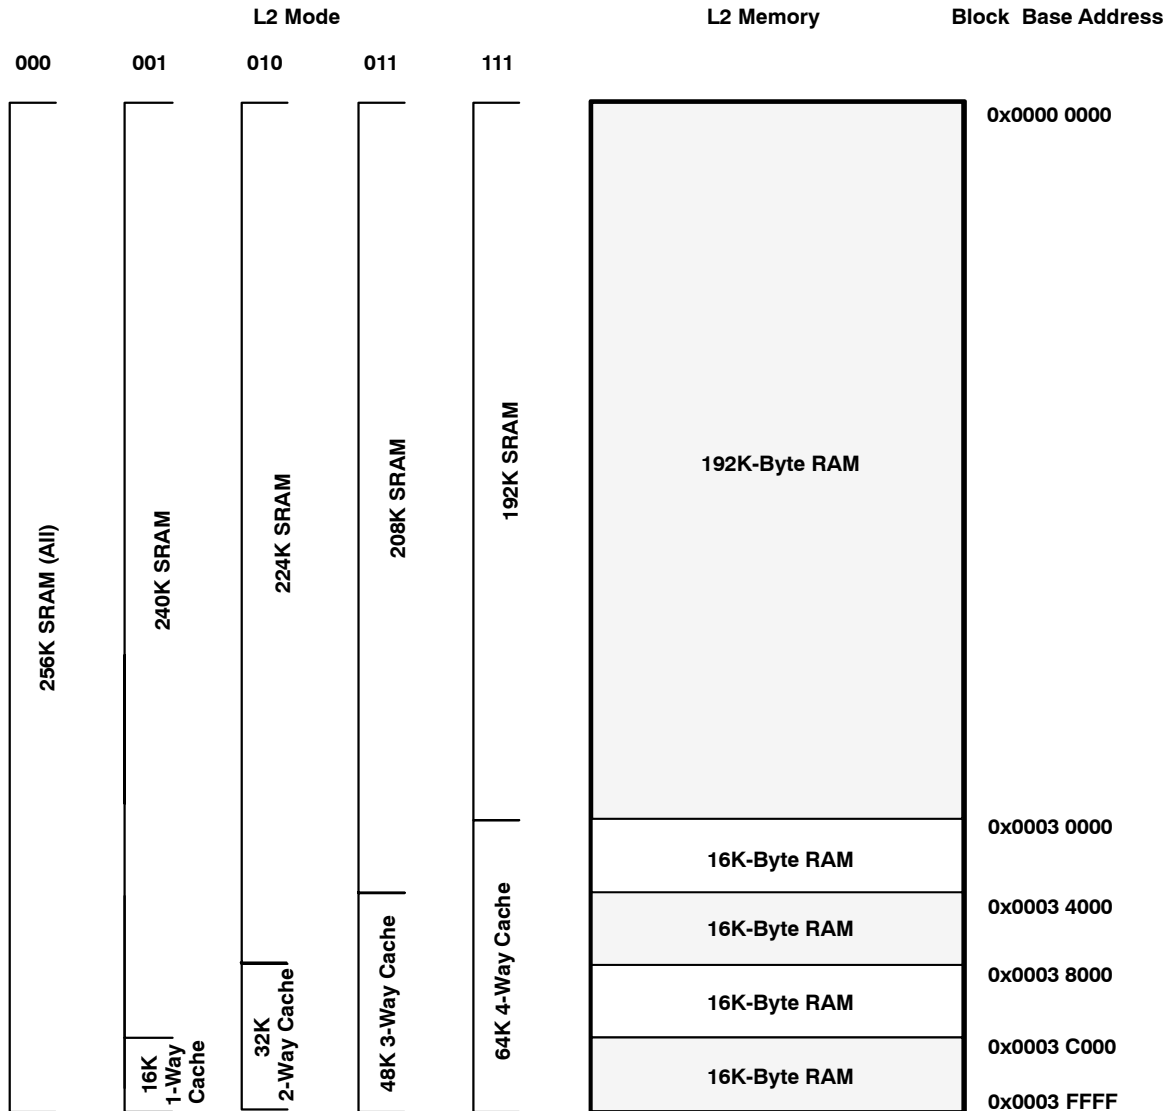 L2 Mode
L2 Memory
Block Base Address
000
001
010
011
111
0x0000 0000
256K SRAM (All)
240K SRAM
224K SRAM
208K SRAM
192K SRAM
192K-Byte RAM
0x0003 0000
16K-Byte RAM
0x0003 4000
16K-Byte RAM
0x0003 8000
16K-Byte RAM
0x0003 C000
16K-Byte RAM
0x0003 FFFF
16K
1-Way
Cache
32K
2-Way Cache
48K 3-Way Cache
64K 4-Way Cache